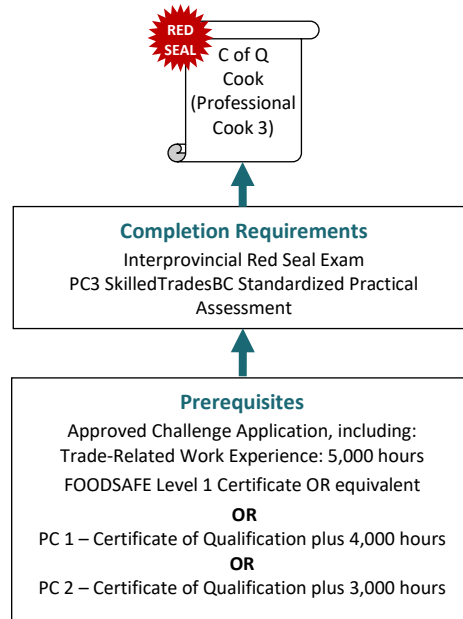 RED
SEAL
C of Q
Cook
(Professional
Cook 3)
Completion Requirements
Interprovincial Red Seal Exam
PC3 SkilledTradesBC Standardized Practical
Assessment
Prerequisites
Approved Challenge Application, including:
Trade-Related Work Experience: 5,000 hours
FOODSAFE Level 1 Certificate OR equivalent
OR
PC 1 – Certificate of Qualification plus 4,000 hours
OR
PC 2 – Certificate of Qualification plus 3,000 hours